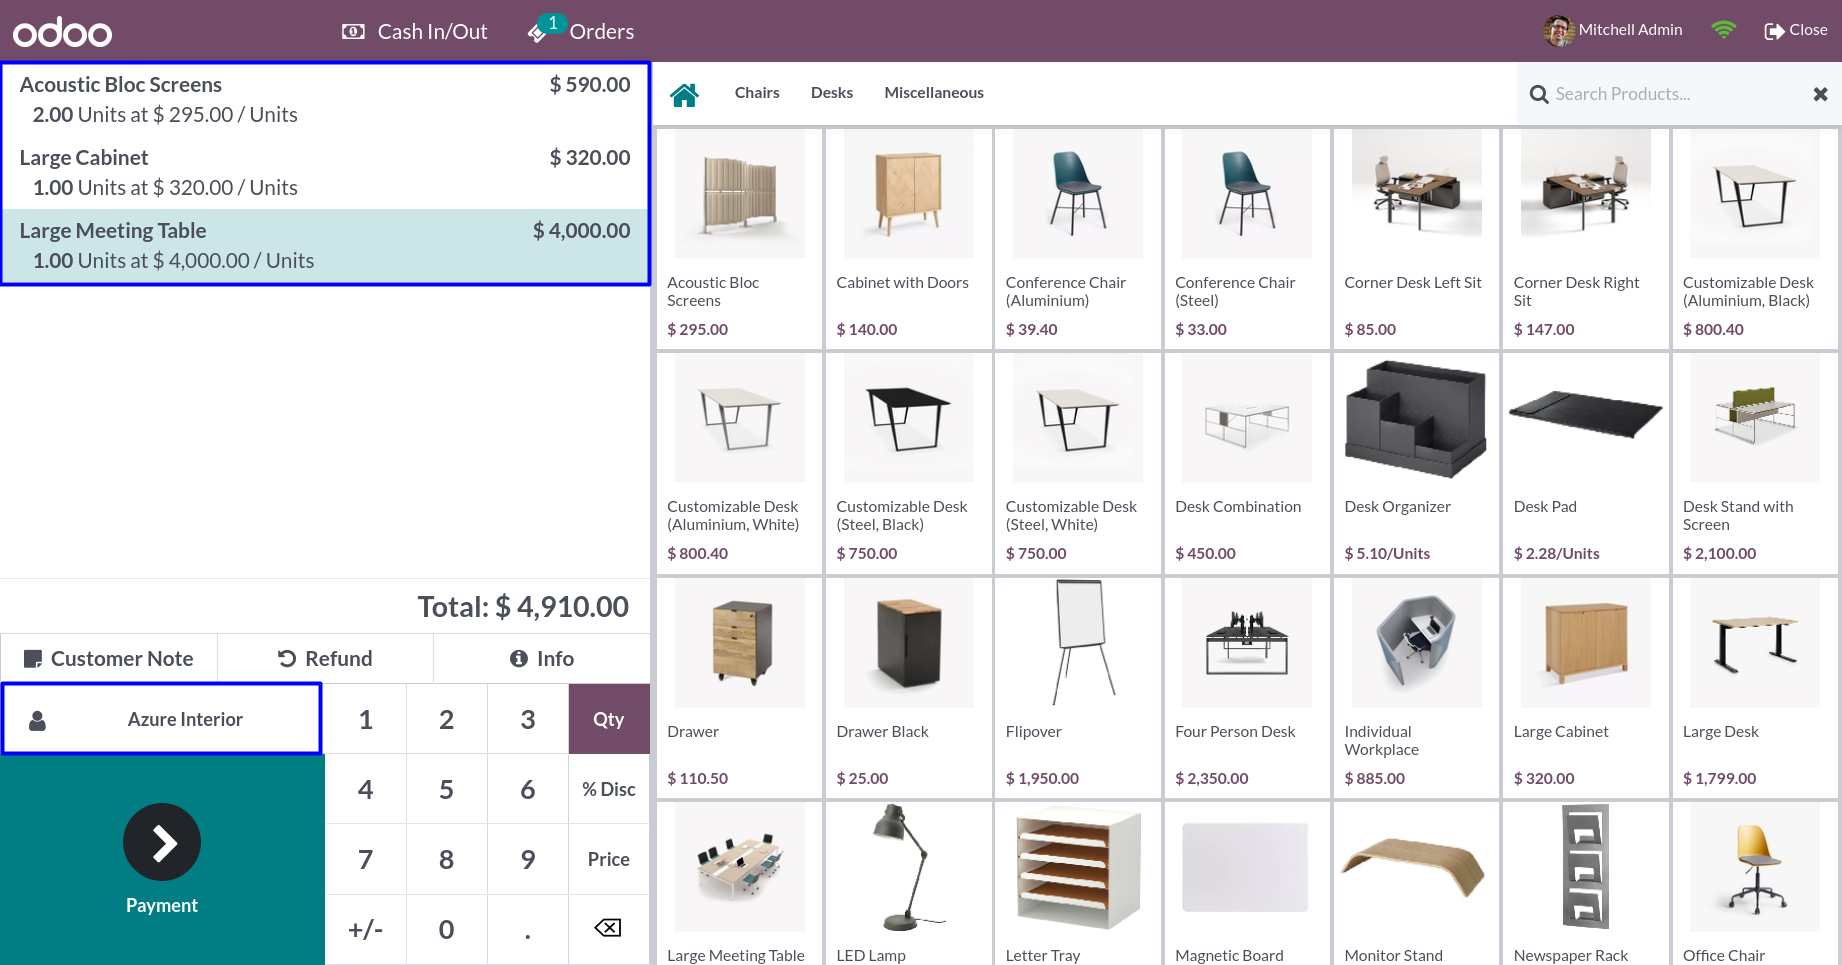 odoo
Cash In/Out
1
Orders
Mitchell Admin
Close
Acoustic Bloc Screens $ 590.00
2.00 Units at $ 295.00 / Units
Large Cabinet $ 320.00
1.00 Units at $ 320.00 / Units
Large Meeting Table $ 4,000.00
1.00 Units at $ 4,000.00 / Units
Total: $ 4,910.00
Customer Note Refund Info
Azure Interior
1 2 3 Qty
4 5 6 % Disc
7 8 9 Price
+/- 0 .
Payment
Chairs Desks Miscellaneous
Search Products...
Acoustic Bloc
Screens
$ 295.00
Cabinet with Doors
$ 140.00
Conference Chair
(Aluminium)
$ 39.40
Conference Chair
(Steel)
$ 33.00
Corner Desk Left Sit
$ 85.00
Corner Desk Right
Sit
$ 147.00
Customizable Desk
(Aluminium, Black)
$ 800.40
Customizable Desk
(Aluminium, White)
$ 800.40
Customizable Desk
(Steel, Black)
$ 750.00
Customizable Desk
(Steel, White)
$ 750.00
Desk Combination
$ 450.00
Desk Organizer
$ 5.10/Units
Desk Pad
$ 2.28/Units
Desk Stand with
Screen
$ 2,100.00
Drawer
$ 110.50
Drawer Black
$ 25.00
Flipover
$ 1,950.00
Four Person Desk
$ 2,350.00
Individual
Workplace
$ 885.00
Large Cabinet
$ 320.00
Large Desk
$ 1,799.00
Large Meeting Table
LED Lamp
Letter Tray
Magnetic Board
Monitor Stand
Newspaper Rack
Office Chair